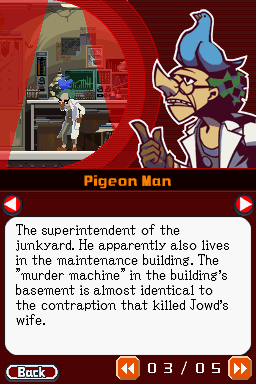 Pigeon Man
The superintendent of the
junkyard. He apparently also lives
in the maintenance building. The
"murder machine" in the building's
basement is almost identical to
the contraption that killed Jowd's
wife.
Back
03/05